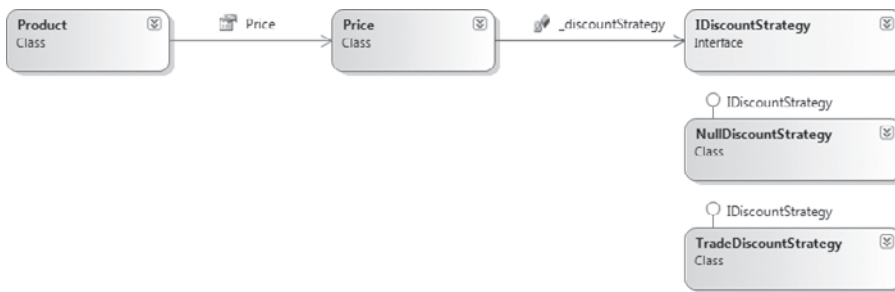 Product
Class
Price
Price
Class
_discountStrategy
IDiscountStrategy
Interface
IDiscountStrategy
NullDiscountStrategy
Class
IDiscountStrategy
TradeDiscountStrategy
Class